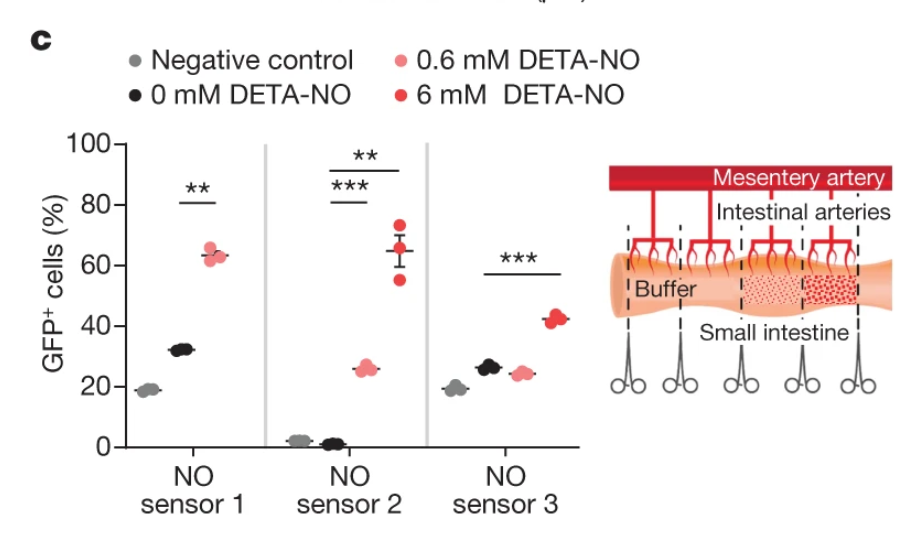 c
Negative control
0 mM DETA-NO
0.6 mM DETA-NO
6 mM  DETA-NO
GFP⁺ cells (%)
100
80
60
40
20
0
**
**
***
***
NO
sensor 1
NO
sensor 2
NO
sensor 3
Mesentery artery
Intestinal arteries
Buffer
Small intestine